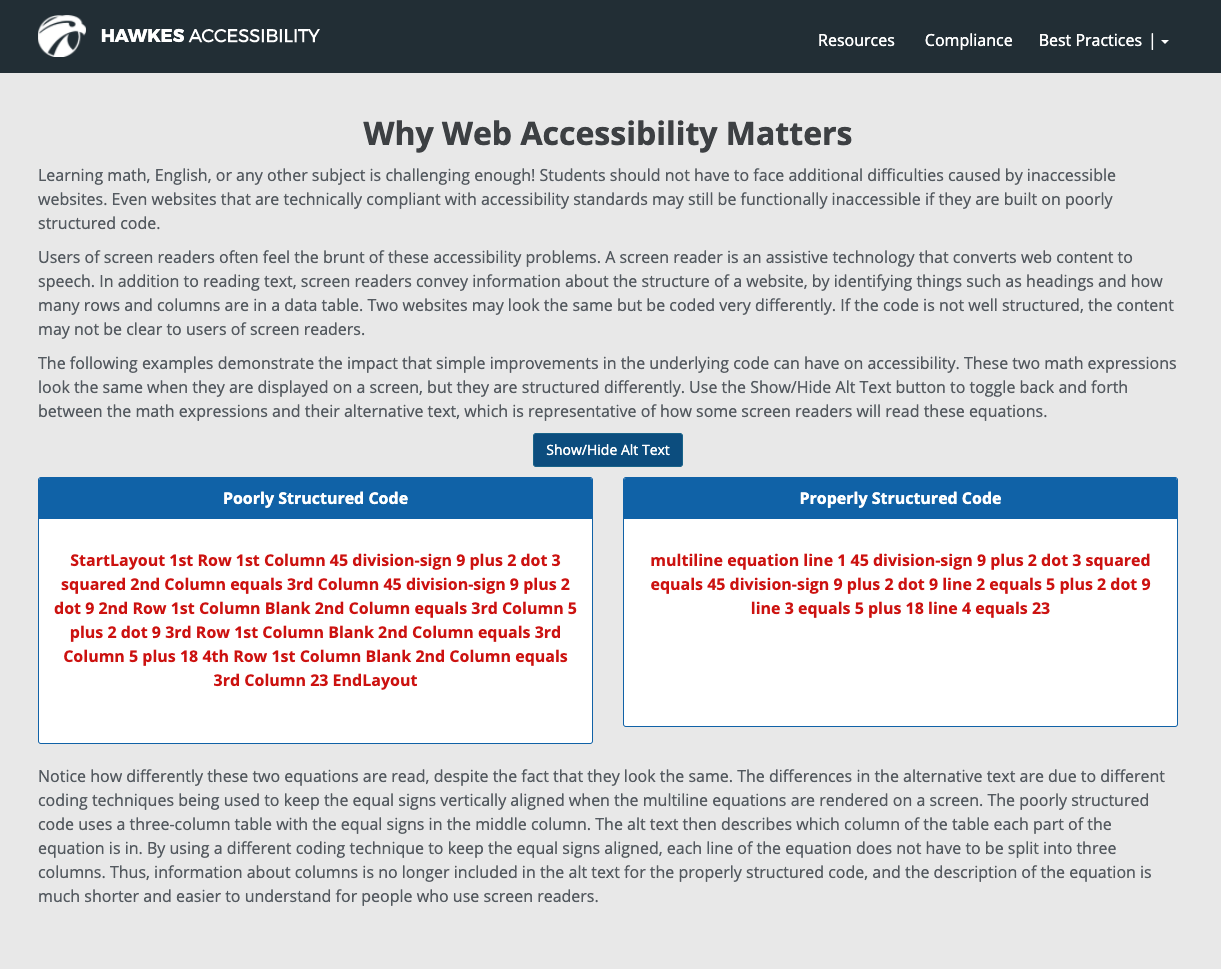 HAWKES ACCESSIBILITY
Resources
Compliance
Best Practices |
Why Web Accessibility Matters
Learning math, English, or any other subject is challenging enough! Students should not have to face additional difficulties caused by inaccessible
websites. Even websites that are technically compliant with accessibility standards may still be functionally inaccessible if they are built on poorly
structured code.
Users of screen readers often feel the brunt of these accessibility problems. A screen reader is an assistive technology that converts web content to
speech. In addition to reading text, screen readers convey information about the structure of a website, by identifying things such as headings and how
many rows and columns are in a data table. Two websites may look the same but be coded very differently. If the code is not well structured, the content
may not be clear to users of screen readers.
The following examples demonstrate the impact that simple improvements in the underlying code can have on accessibility. These two math expressions
look the same when they are displayed on a screen, but they are structured differently. Use the Show/Hide Alt Text button to toggle back and forth
between the math expressions and their alternative text, which is representative of how some screen readers will read these equations.
Show/Hide Alt Text
Poorly Structured Code
StartLayout 1st Row 1st Column 45 division-sign 9 plus 2 dot 3
squared 2nd Column equals 3rd Column 45 division-sign 9 plus 2
dot 9 2nd Row 1st Column Blank 2nd Column equals 3rd Column 5
plus 2 dot 9 3rd Row 1st Column Blank 2nd Column equals 3rd
Column 5 plus 18 4th Row 1st Column Blank 2nd Column equals
3rd Column 23 EndLayout
Properly Structured Code
multiline equation line 1 45 division-sign 9 plus 2 dot 3 squared
equals 45 division-sign 9 plus 2 dot 9 line 2 equals 5 plus 2 dot 9
line 3 equals 5 plus 18 line 4 equals 23
Notice how differently these two equations are read, despite the fact that they look the same. The differences in the alternative text are due to different
coding techniques being used to keep the equal signs vertically aligned when the multiline equations are rendered on a screen. The poorly structured
code uses a three-column table with the equal signs in the middle column. The alt text then describes which column of the table each part of the
equation is in. By using a different coding technique to keep the equal signs aligned, each line of the equation does not have to be split into three
columns. Thus, information about columns is no longer included in the alt text for the properly structured code, and the description of the equation is
much shorter and easier to understand for people who use screen readers.